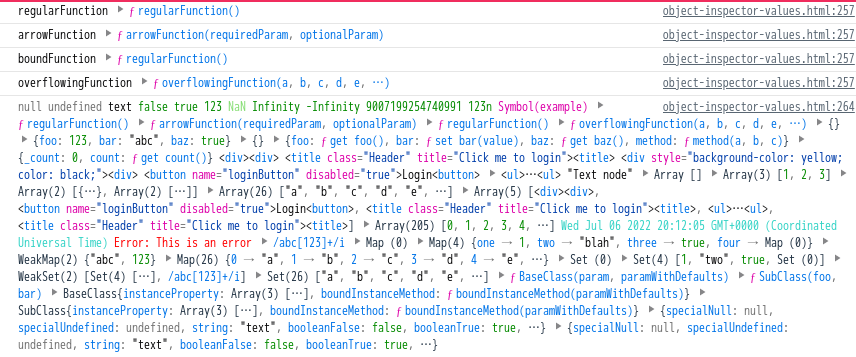 regularFunction ▶ ƒ regularFunction() object-inspector-values.html:257
arrowFunction ▶ ƒ arrowFunction(requiredParam, optionalParam) object-inspector-values.html:257
boundFunction ▶ ƒ regularFunction() object-inspector-values.html:257
overflowingFunction ▶ ƒ overflowingFunction(a, b, c, d, e, …) object-inspector-values.html:257
null undefined text false true 123 NaN Infinity -Infinity 9007199254740991 123n Symbol(example) ▶ object-inspector-values.html:264
ƒ regularFunction() ▶ ƒ arrowFunction(requiredParam, optionalParam) ▶ ƒ regularFunction() ▶ ƒ overflowingFunction(a, b, c, d, e, …) ▶ {}
▶ {foo: 123, bar: "abc", baz: true} ▶ {} ▶ {foo: ƒ get foo(), bar: ƒ set bar(value), baz: ƒ get baz(), method: ƒ method(a, b, c)} ▶
{_count: 0, count: ƒ get count()} <div><div> <title class="Header" title="Click me to login"><title> <div style="background-color: yellow;
color: black;"><div> <button name="loginButton" disabled="true">Login<button> ▶ <ul>…<ul> "Text node" ▶ Array [] ▶ Array(3) [1, 2, 3] ▶
Array(2) [{…}, Array(2) […]] ▶ Array(26) ["a", "b", "c", "d", "e", …] ▶ Array(5) [<div><div>,
<button name="loginButton" disabled="true">Login<button>, <title class="Header" title="Click me to login"><title>, <ul>…<ul>,
<title class="Header" title="Click me to login"><title>] ▶ Array(205) [0, 1, 2, 3, 4, …] Wed Jul 06 2022 20:12:05 GMT+0000 (Coordinated
Universal Time) Error: This is an error ▶ /abc[123]+/i ▶ Map (0) ▶ Map(4) {one → 1, two → "blah", three → true, four → Map (0)} ▶
WeakMap(2) {"abc", 123} ▶ Map(26) {0 → "a", 1 → "b", 2 → "c", 3 → "d", 4 → "e", …} ▶ Set (0) ▶ Set(4) [1, "two", true, Set (0)] ▶
WeakSet(2) [Set(4) […], /abc[123]+/i] ▶ Set(26) ["a", "b", "c", "d", "e", …] ▶ ƒ BaseClass(param, paramWithDefaults) ▶ ƒ SubClass(foo,
bar) ▶ BaseClass{instanceProperty: Array(3) […], boundInstanceMethod: ƒ boundInstanceMethod(paramWithDefaults)} ▶
SubClass{instanceProperty: Array(3) […], boundInstanceMethod: ƒ boundInstanceMethod(paramWithDefaults)} ▶ {specialNull: null,
specialUndefined: undefined, string: "text", booleanFalse: false, booleanTrue: true, …} ▶ {specialNull: null, specialUndefined:
undefined, string: "text", booleanFalse: false, booleanTrue: true, …}